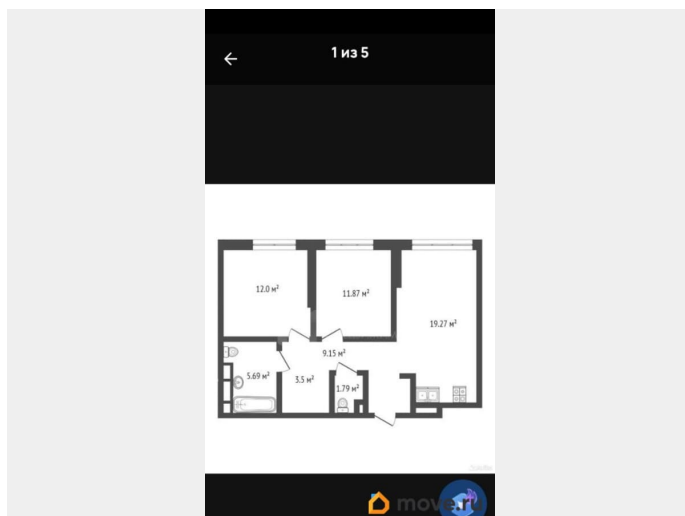 1 из 5
12.0 м²
11.87 м²
19.27 м²
9.15 м²
5.69 м²
3.5 м²
1.79 м²
move.ru